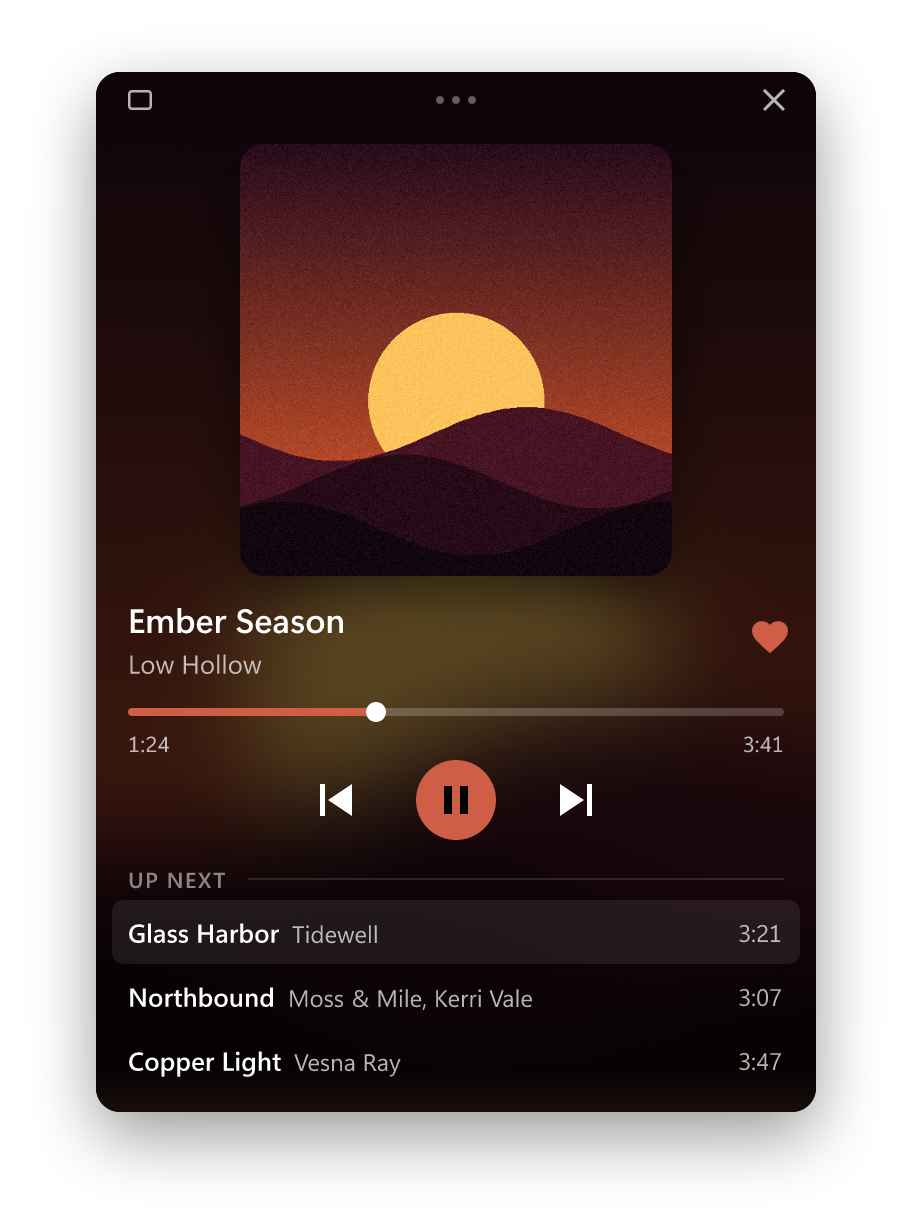 Ember Season
Low Hollow
1:24 3:41
UP NEXT
Glass Harbor Tidewell 3:21
Northbound Moss & Mile, Kerri Vale 3:07
Copper Light Vesna Ray 3:47